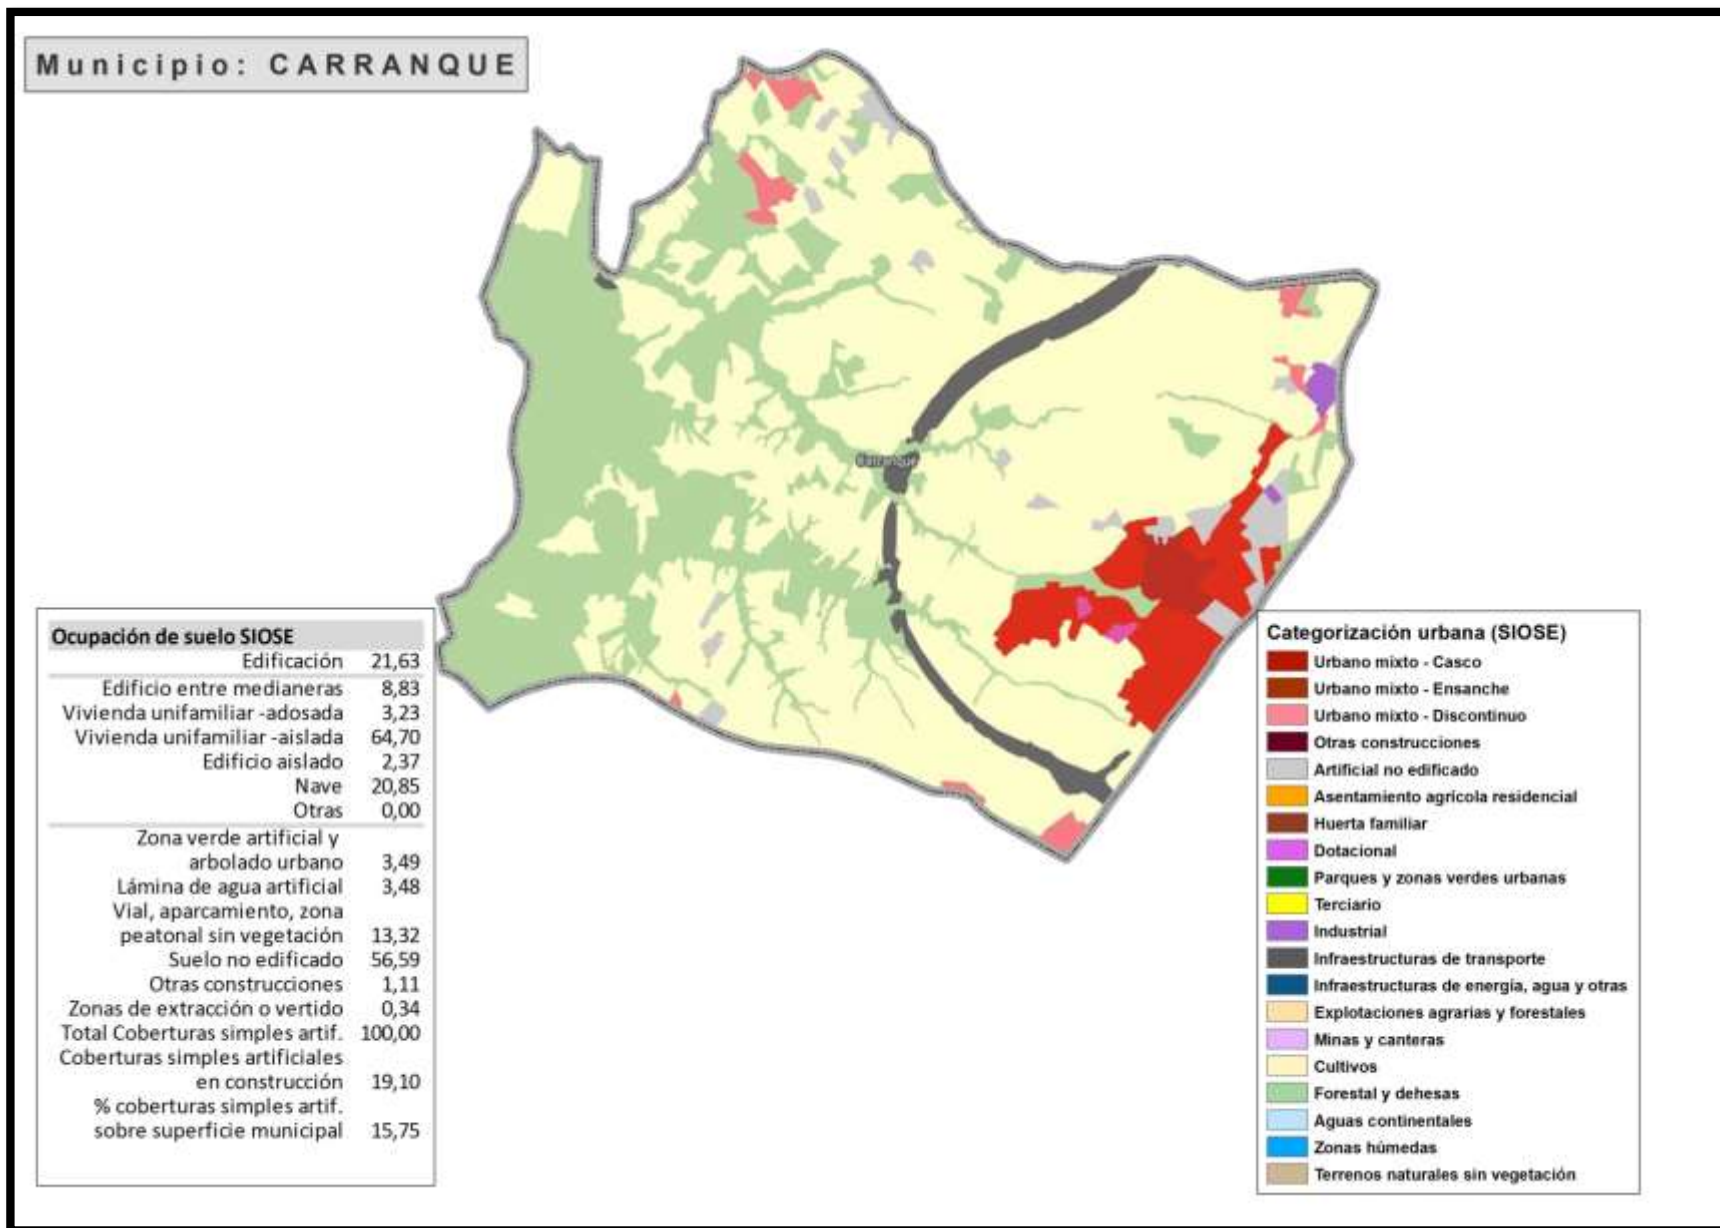 Municipio: CARRANQUE
Carranque
Ocupación de suelo SIOSE
Edificación 21,63
Edificio entre medianeras 8,83
Vivienda unifamiliar -adosada 3,23
Vivienda unifamiliar -aislada 64,70
Edificio aislado 2,37
Nave 20,85
Otras 0,00
Zona verde artificial y
arbolado urbano 3,49
Lámina de agua artificial 3,48
Vial, aparcamiento, zona
peatonal sin vegetación 13,32
Suelo no edificado 56,59
Otras construcciones 1,11
Zonas de extracción o vertido 0,34
Total Coberturas simples artif. 100,00
Coberturas simples artificiales
en construcción 19,10
% coberturas simples artif.
sobre superficie municipal 15,75
Categorización urbana (SIOSE)
Urbano mixto - Casco
Urbano mixto - Ensanche
Urbano mixto - Discontinuo
Otras construcciones
Artificial no edificado
Asentamiento agrícola residencial
Huerta familiar
Dotacional
Parques y zonas verdes urbanas
Terciario
Industrial
Infraestructuras de transporte
Infraestructuras de energía, agua y otras
Explotaciones agrarias y forestales
Minas y canteras
Cultivos
Forestal y dehesas
Aguas continentales
Zonas húmedas
Terrenos naturales sin vegetación